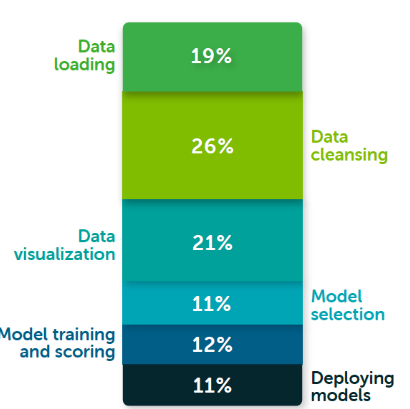 Data
loading
19%
26%
Data
cleansing
Data
visualization
21%
11%
Model
selection
Model training
and scoring
12%
11%
Deploying
models